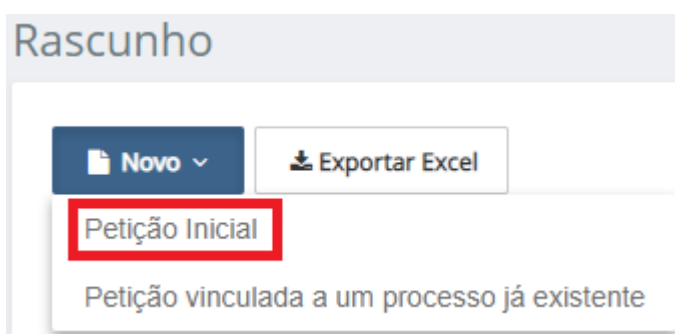 Rascunho
Novo
Exportar Excel
Petição Inicial
Petição vinculada a um processo já existente